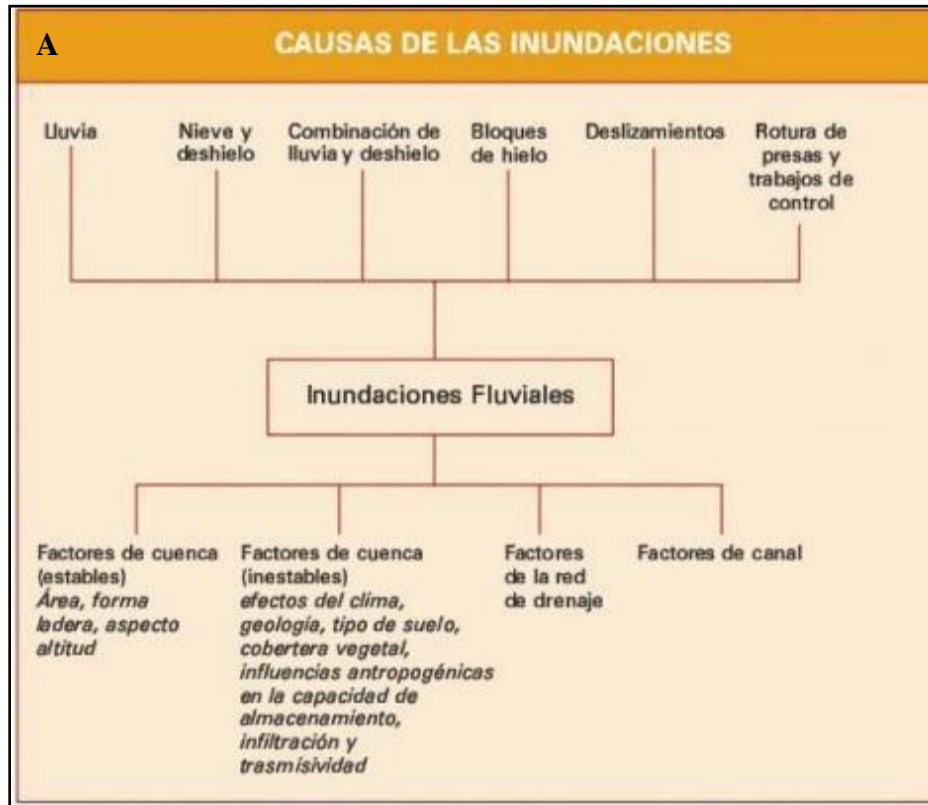 A
CAUSAS DE LAS INUNDACIONES
Lluvia
Nieve y
deshielo
Combinación de
lluvia y deshielo
Bloques
de hielo
Deslizamientos
Rotura de
presas y
trabajos de
control
Inundaciones Fluviales
Factores de cuenca
(estables)
Área, forma
ladera, aspecto
altitud
Factores de cuenca
(inestables)
efectos del clima,
geología, tipo de suelo,
cobertera vegetal,
influencias antropogénicas
en la capacidad de
almacenamiento,
infiltración y
trasmisividad
Factores
de la red
de drenaje
Factores de canal